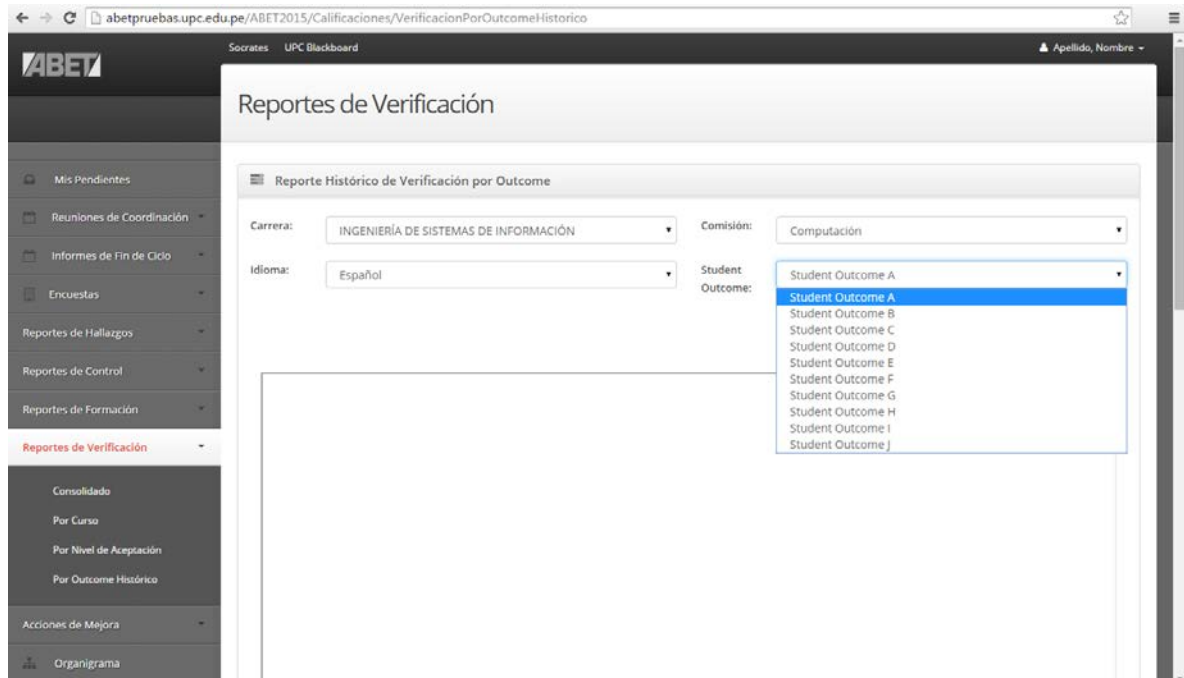 abetpruebas.upc.edu.pe/ABET2015/Calificaciones/VerificacionPorOutcomeHistorico
ABET
Socrates UPC Blackboard
Apellido, Nombre
Reportes de Verificación
Mis Pendientes
Reuniones de Coordinación
Informes de Fin de Ciclo
Encuestas
Reportes de Hallazgos
Reportes de Control
Reportes de Formación
Reportes de Verificación
Consolidado
Por Curso
Por Nivel de Aceptación
Por Outcome Histórico
Acciones de Mejora
Organigrama
Reporte Histórico de Verificación por Outcome
Carrera: INGENIERÍA DE SISTEMAS DE INFORMACIÓN
Comisión: Computación
Idioma: Español
Student Outcome: Student Outcome A
Student Outcome A
Student Outcome B
Student Outcome C
Student Outcome D
Student Outcome E
Student Outcome F
Student Outcome G
Student Outcome H
Student Outcome I
Student Outcome J